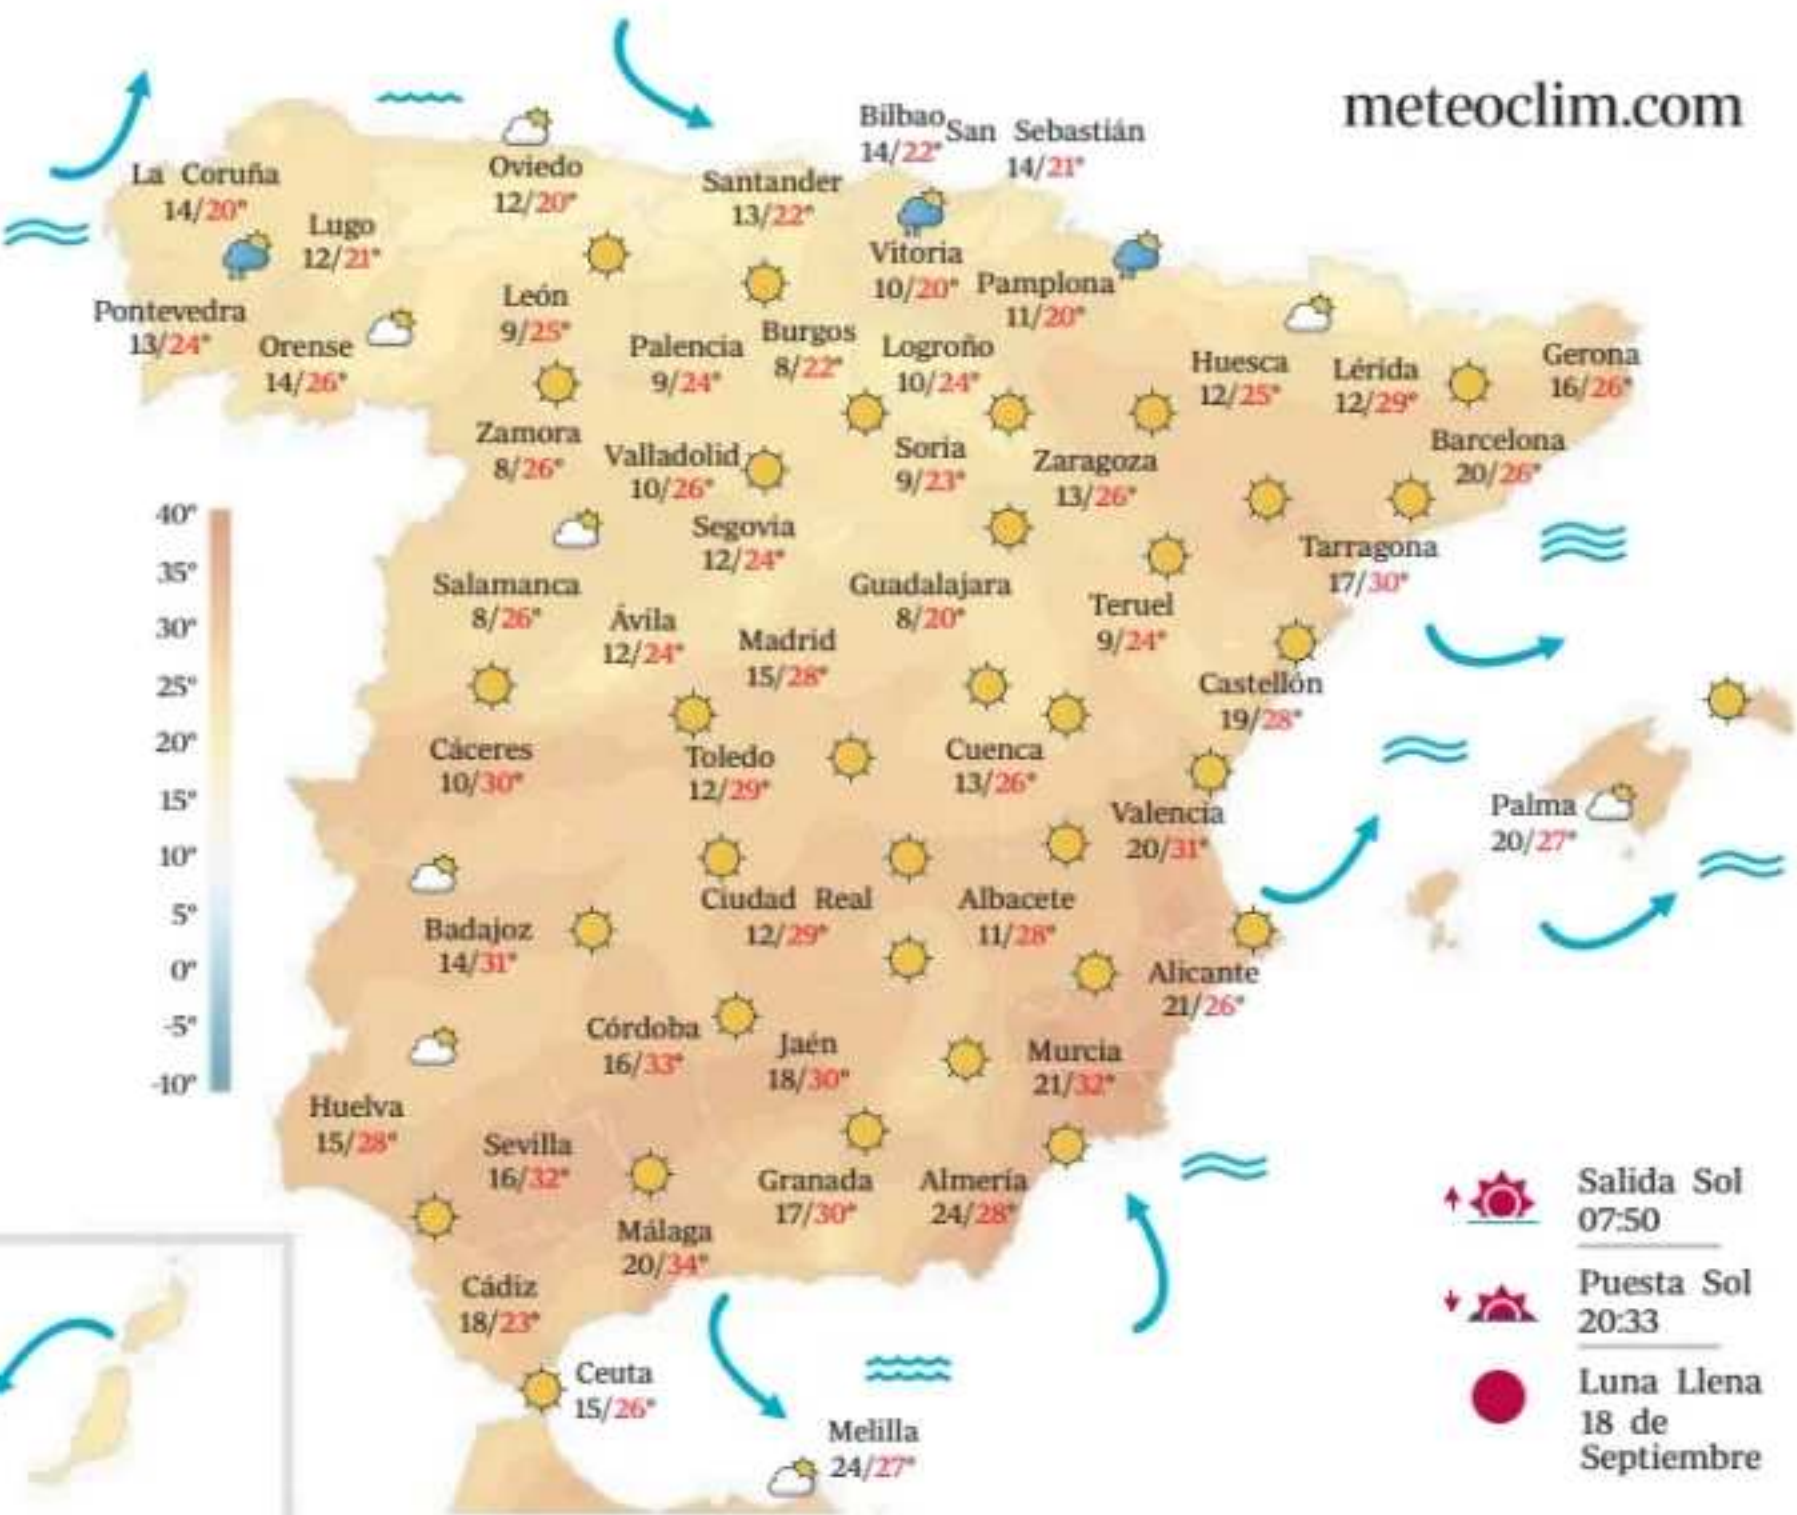 meteoclim.com
Bilbao
14/22°
San Sebastián
14/21°
La Coruña
14/20°
Oviedo
12/20°
Santander
13/22°
Lugo
12/21°
Vitoria
10/20°
Pamplona
11/20°
Pontevedra
13/24°
Orense
14/26°
León
9/25°
Palencia
9/24°
Burgos
8/22°
Logroño
10/24°
Huesca
12/25°
Lérida
12/29°
Gerona
16/26°
Zamora
8/26°
Valladolid
10/26°
Soria
9/23°
Zaragoza
13/26°
Barcelona
20/26°
Segovia
12/24°
Tarragona
17/30°
Salamanca
8/26°
Ávila
12/24°
Madrid
15/28°
Guadalajara
8/20°
Teruel
9/24°
Castellón
19/28°
Cáceres
10/30°
Toledo
12/29°
Cuenca
13/26°
Valencia
20/31°
Palma
20/27°
Badajoz
14/31°
Ciudad Real
12/29°
Albacete
11/28°
Alicante
21/26°
Córdoba
16/33°
Jaén
18/30°
Murcia
21/32°
Huelva
15/28°
Sevilla
16/32°
Granada
17/30°
Almería
24/28°
Málaga
20/34°
Cádiz
18/23°
Ceuta
15/26°
Melilla
24/27°
40°
35°
30°
25°
20°
15°
10°
5°
0°
-5°
-10°
Salida Sol
07:50
Puesta Sol
20:33
Luna Llena
18 de
Septiembre